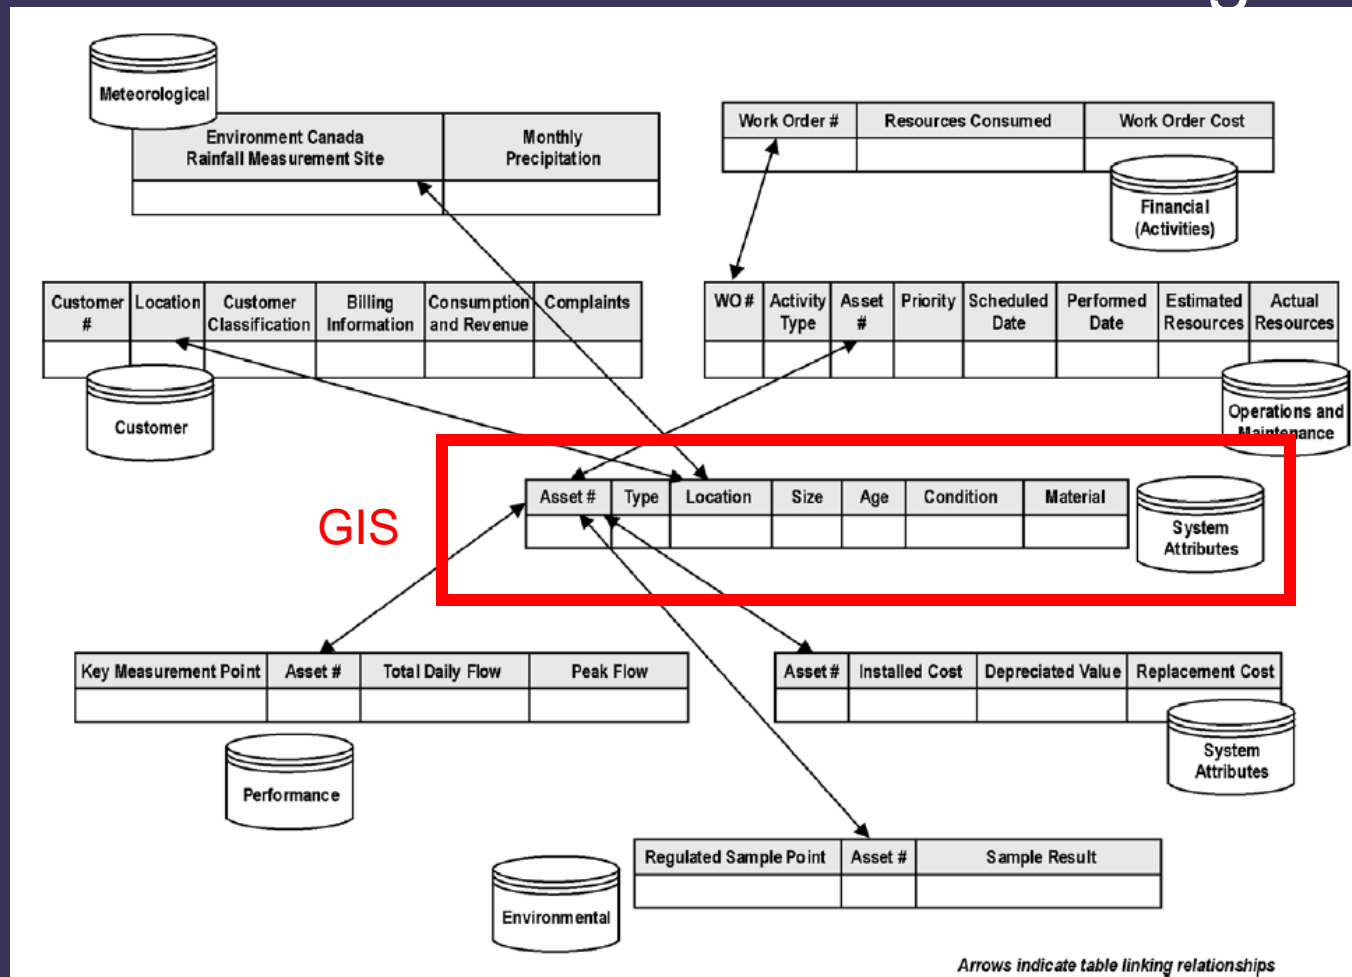 Meteorological
Environment Canada
Rainfall Measurement Site
Monthly
Precipitation
Work Order #
Resources Consumed
Work Order Cost
Financial
(Activities)
Customer
#
Location
Customer
Classification
Billing
Information
Consumption
and Revenue
Complaints
Customer
WO #
Activity
Type
Asset
#
Priority
Scheduled
Date
Performed
Date
Estimated
Resources
Actual
Resources
Operations and
Maintenance
GIS
Asset #
Type
Location
Size
Age
Condition
Material
System
Attributes
Key Measurement Point
Asset #
Total Daily Flow
Peak Flow
Performance
Asset #
Installed Cost
Depreciated Value
Replacement Cost
System
Attributes
Regulated Sample Point
Asset #
Sample Result
Environmental
Arrows indicate table linking relationships